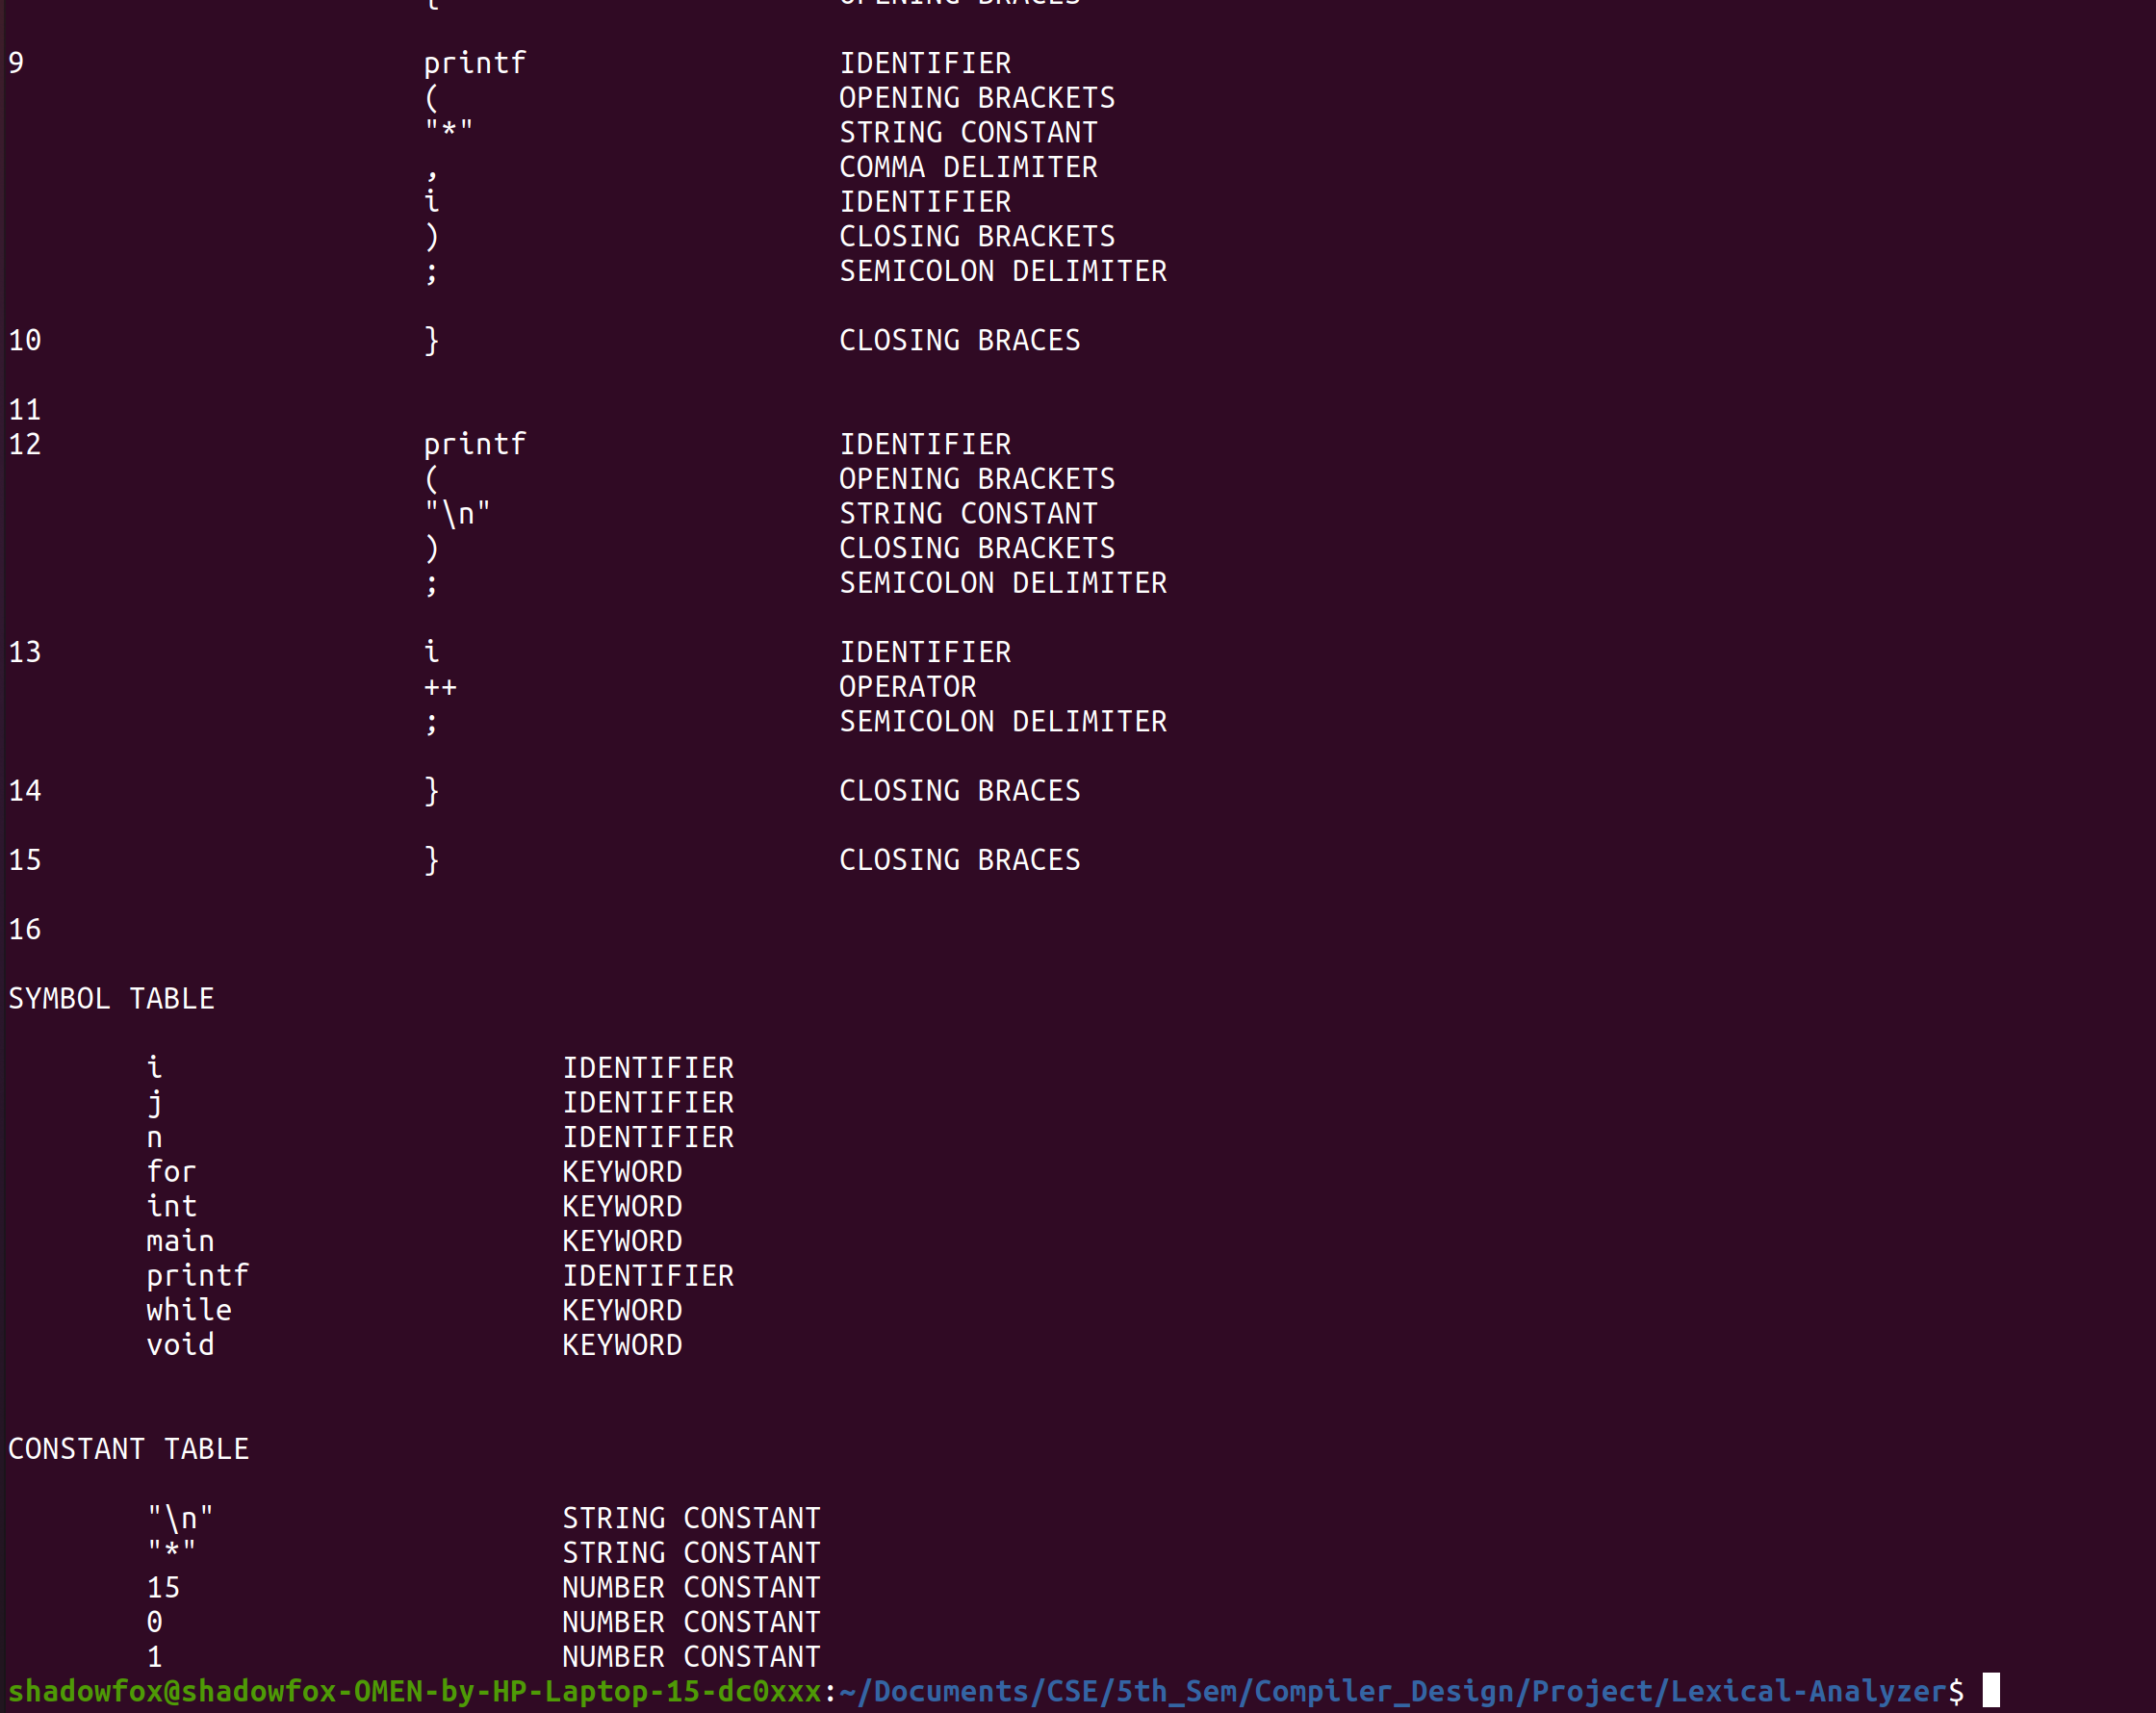 { OPENING BRACES
9 printf IDENTIFIER
( OPENING BRACKETS
"*" STRING CONSTANT
, COMMA DELIMITER
i IDENTIFIER
) CLOSING BRACKETS
; SEMICOLON DELIMITER
10 } CLOSING BRACES
11
12 printf IDENTIFIER
( OPENING BRACKETS
"\n" STRING CONSTANT
) CLOSING BRACKETS
; SEMICOLON DELIMITER
13 i IDENTIFIER
++ OPERATOR
; SEMICOLON DELIMITER
14 } CLOSING BRACES
15 } CLOSING BRACES
16
SYMBOL TABLE
i IDENTIFIER
j IDENTIFIER
n IDENTIFIER
for KEYWORD
int KEYWORD
main KEYWORD
printf IDENTIFIER
while KEYWORD
void KEYWORD
CONSTANT TABLE
"\n" STRING CONSTANT
"*" STRING CONSTANT
15 NUMBER CONSTANT
0 NUMBER CONSTANT
1 NUMBER CONSTANT
shadowfox@shadowfox-OMEN-by-HP-Laptop-15-dc0xxx:~/Documents/CSE/5th_Sem/Compiler_Design/Project/Lexical-Analyzer$